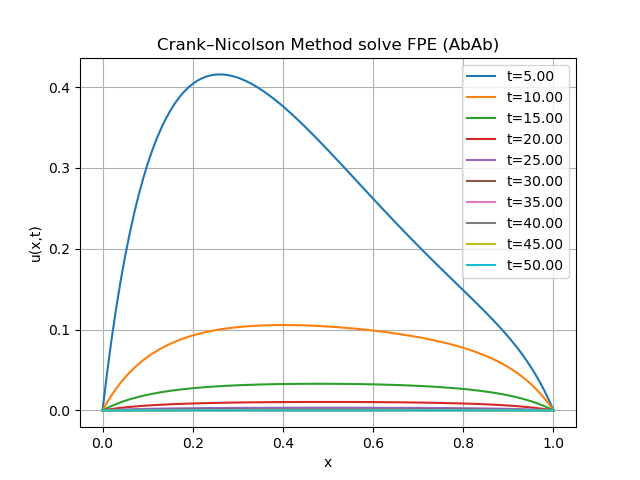 Crank–Nicolson Method solve FPE (AbAb)
u(x,t)
0.4
0.3
0.2
0.1
0.0
t=5.00
t=10.00
t=15.00
t=20.00
t=25.00
t=30.00
t=35.00
t=40.00
t=45.00
t=50.00
0.0 0.2 0.4 0.6 0.8 1.0
x